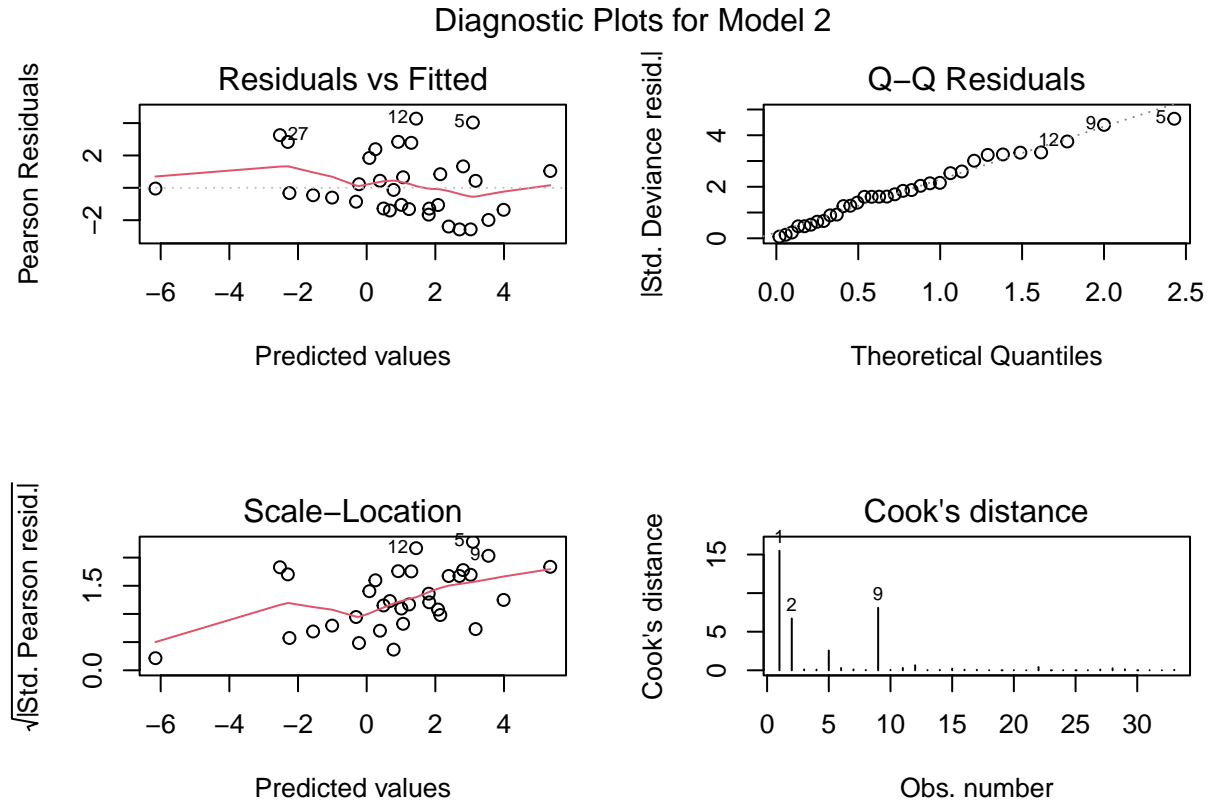 Diagnostic Plots for Model 2
Residuals vs Fitted
Pearson Residuals
2
−2
27
12
5
−6 −4 −2 0 2 4
Predicted values
Q−Q Residuals
|Std. Deviance resid.|
4
2
0
12
9
5
0.0 0.5 1.0 1.5 2.0 2.5
Theoretical Quantiles
Scale−Location
√|Std. Pearson resid.|
1.5
0.0
12
5
9
−6 −4 −2 0 2 4
Predicted values
Cook's distance
Cook's distance
15
5
0
1
2
9
0 5 10 15 20 25 30
Obs. number